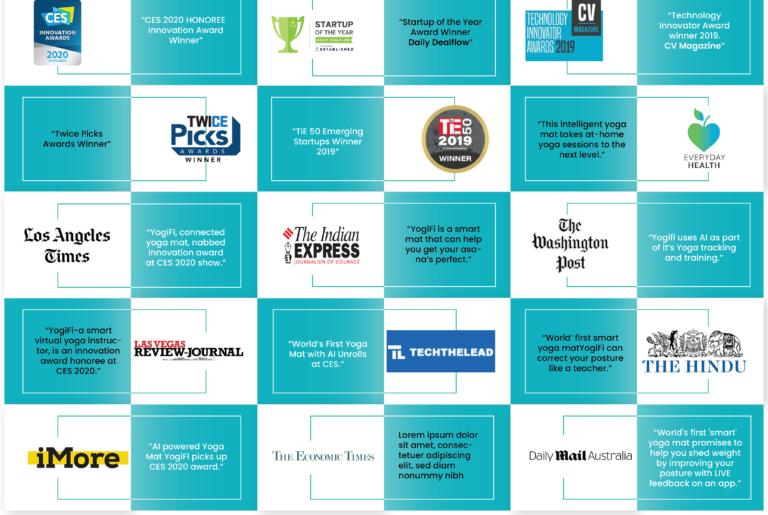 CES
INNOVATION
AWARDS
2020
HONOREE
“CES 2020 HONOREE
Innovation Award
Winner”
STARTUP
OF THE YEAR
DAILY DEALFLOW
ESTABLISHED
“Startup of the Year
Award Winner
Daily Dealflow”
TECHNOLOGY
INNOVATOR
AWARDS 2019
CV
MAGAZINE
“Technology
Innovator Award
winner 2019.
CV Magazine”
“Twice Picks
Awards Winner”
TWICE
Picks
AWARDS
WINNER
“TiE 50 Emerging
Startups Winner
2019”
TiE50
2019
WINNER
“This intelligent yoga
mat takes at-home
yoga sessions to the
next level.”
EVERYDAY
HEALTH
Los Angeles
Times
“YogiFi, connected
yoga mat, nabbed
innovation award
at CES 2020 show.”
The Indian
EXPRESS
JOURNALISM OF COURAGE
“YogiFi is a smart
mat that can help
you get your asa-
na's perfect.”
The
Washington
Post
“Yogifi uses AI as part
of it's Yoga tracking
and training.”
“YogiFi-a smart
virtual yoga instruc-
tor, is an innovation
award honoree at
CES 2020.”
LAS VEGAS
REVIEW-JOURNAL
“World's First Yoga
Mat with AI Unrolls
at CES.”
TL TECHTHELEAD
“World' first smart
yoga matYogiFi can
correct your posture
like a teacher.”
THE HINDU
iMore
“AI powered Yoga
Mat YogiFi picks up
CES 2020 award.”
THE ECONOMIC TIMES
Lorem ipsum dolor
sit amet, consec-
tetuer adipiscing
elit, sed diam
nonummy nibh
Daily Mail Australia
“World's first 'smart'
yoga mat promises to
help you shed weight
by improving your
posture with LIVE
feedback on an app.”